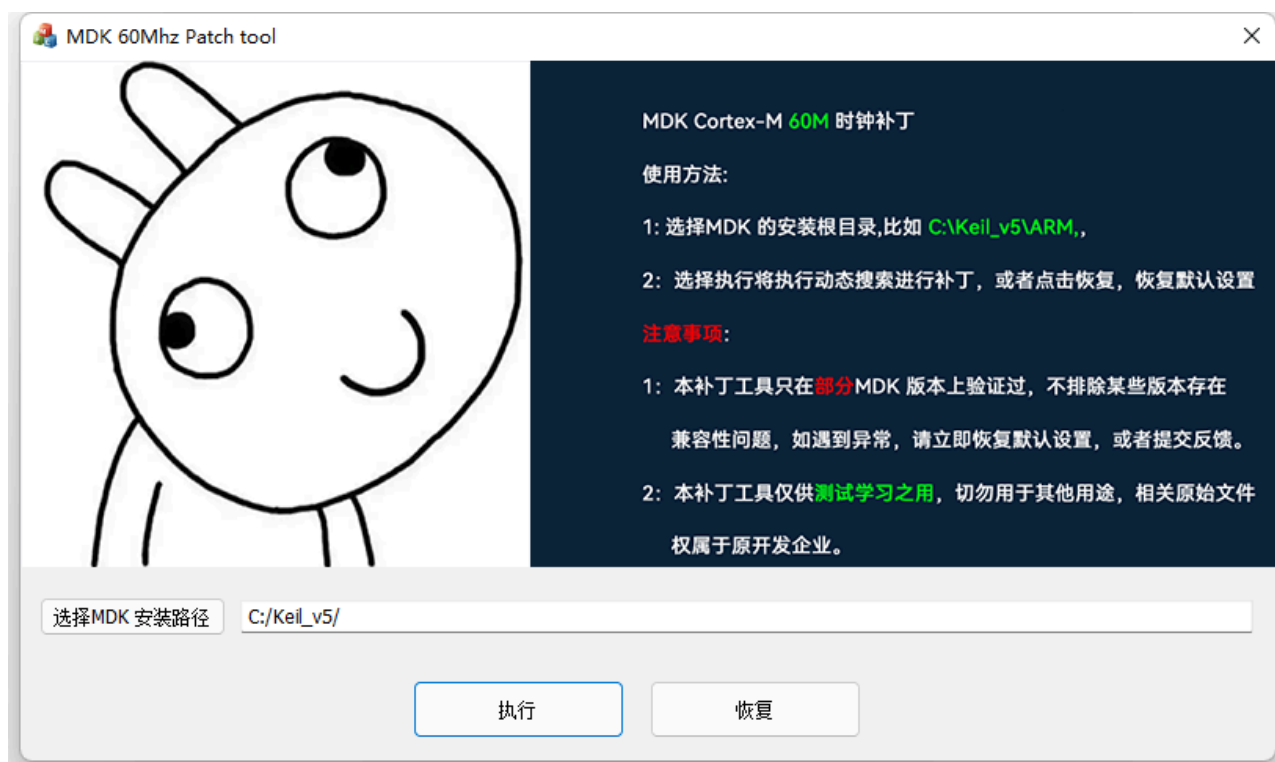 MDK 60Mhz Patch tool
MDK Cortex-M 60M 时钟补丁
使用方法:
1: 选择MDK 的安装根目录,比如 C:\Keil_v5\ARM,,
2: 选择执行将执行动态搜索进行补丁，或者点击恢复，恢复默认设置
注意事项:
1: 本补丁工具只在部分MDK 版本上验证过，不排除某些版本存在
兼容性问题，如遇到异常，请立即恢复默认设置，或者提交反馈。
2: 本补丁工具仅供测试学习之用，切勿用于其他用途，相关原始文件
权属于原开发企业。
选择MDK 安装路径 C:/Keil_v5/
执行 恢复